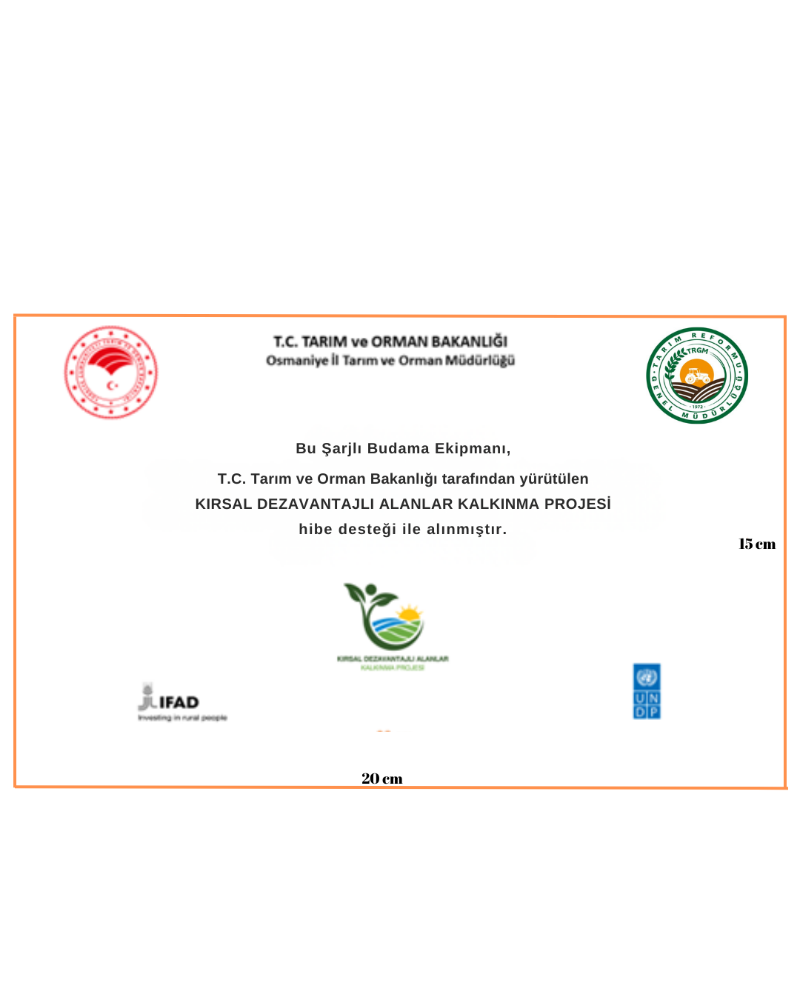 T.C. TARIM ve ORMAN BAKANLIĞI
Osmaniye İl Tarım ve Orman Müdürlüğü
TARIM REFORMU
GENEL MÜDÜRLÜĞÜ
TRGM
1972
Bu Şarjlı Budama Ekipmanı,
T.C. Tarım ve Orman Bakanlığı tarafından yürütülen
KIRSAL DEZAVANTAJLI ALANLAR KALKINMA PROJESİ
hibe desteği ile alınmıştır.
15 cm
KIRSAL DEZAVANTAJLI ALANLAR
KALKINMA PROJESİ
IFAD
Investing in rural people
UN
DP
20 cm